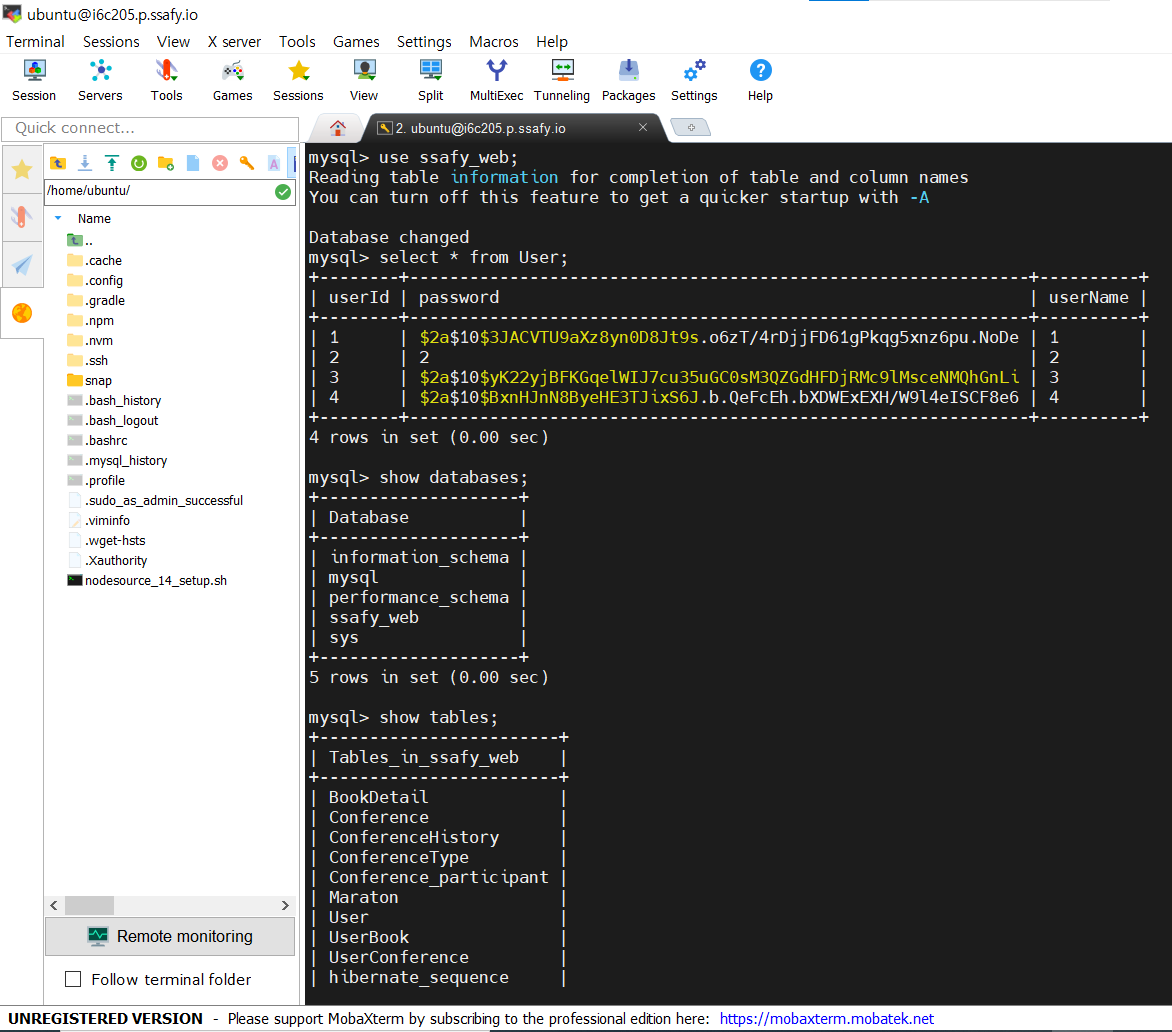 ubuntu@i6c205.p.ssafy.io
Terminal Sessions View X server Tools Games Settings Macros Help
Session Servers Tools Games Sessions View Split MultiExec Tunneling Packages Settings Help
Quick connect...
2. ubuntu@i6c205.p.ssafy.io
/home/ubuntu/
Name
..
.cache
.config
.gradle
.npm
.nvm
.ssh
snap
.bash_history
.bash_logout
.bashrc
.mysql_history
.profile
.sudo_as_admin_successful
.viminfo
.wget-hsts
.Xauthority
nodesource_14_setup.sh
Remote monitoring
Follow terminal folder
mysql> use ssafy_web;
Reading table information for completion of table and column names
You can turn off this feature to get a quicker startup with -A
Database changed
mysql> select * from User;
+--------+--------------------------------------------------------------+----------+
| userId | password | userName |
+--------+--------------------------------------------------------------+----------+
| 1 | $2a$10$3JACVTU9aXz8yn0D8Jt9s.o6zT/4rDjjFD61gPkqg5xnz6pu.NoDe | 1 |
| 2 | 2 | 2 |
| 3 | $2a$10$yK22yjBFKGqelWIJ7cu35uGC0sM3QZGdHFDjRMc9lMsceNMQhGnLi | 3 |
| 4 | $2a$10$BxnHJnN8ByeHE3TJixS6J.b.QeFcEh.bXDWExEXH/W9l4eISCF8e6 | 4 |
+--------+--------------------------------------------------------------+----------+
4 rows in set (0.00 sec)
mysql> show databases;
+--------------------+
| Database |
+--------------------+
| information_schema |
| mysql |
| performance_schema |
| ssafy_web |
| sys |
+--------------------+
5 rows in set (0.00 sec)
mysql> show tables;
+------------------------+
| Tables_in_ssafy_web |
+------------------------+
| BookDetail |
| Conference |
| ConferenceHistory |
| ConferenceType |
| Conference_participant |
| Maraton |
| User |
| UserBook |
| UserConference |
| hibernate_sequence |
UNREGISTERED VERSION - Please support MobaXterm by subscribing to the professional edition here: https://mobaxterm.mobatek.net